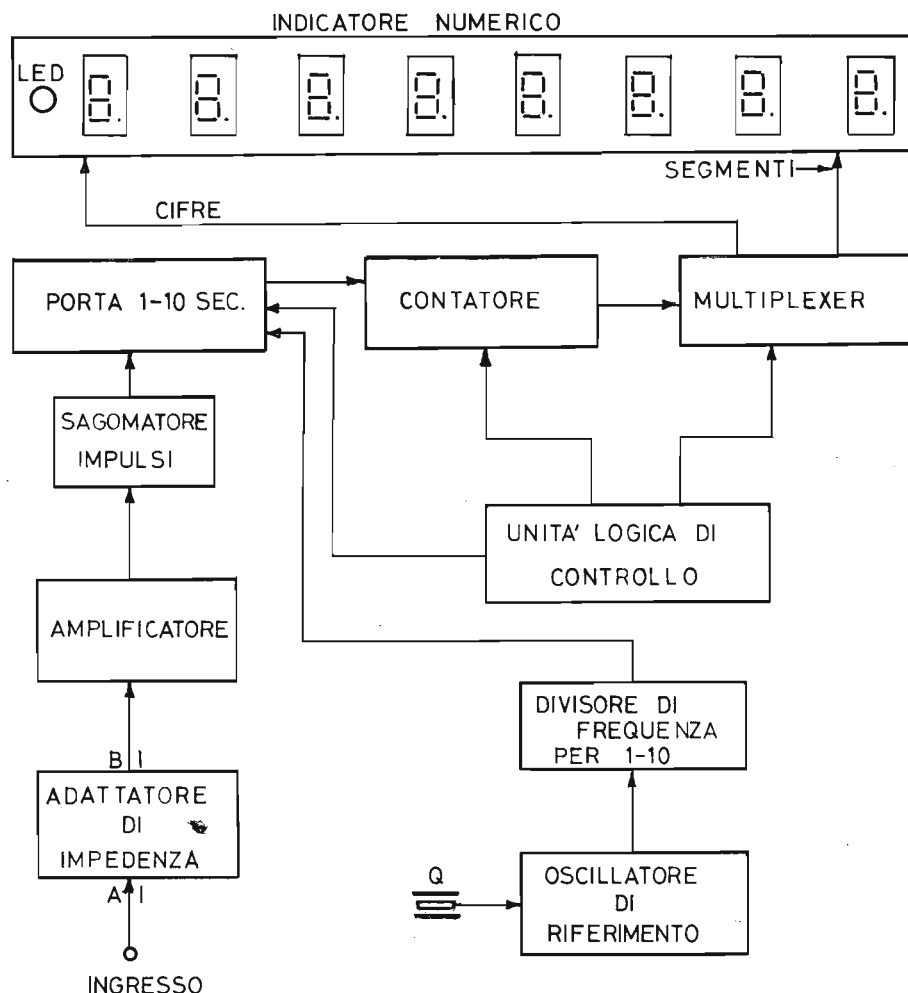 INDICATORE NUMERICO
LED
SEGMENTI
CIFRE
PORTA 1-10 SEC.
CONTATORE
MULTIPLEXER
SAGOMATORE
IMPULSI
UNITA' LOGICA DI
CONTROLLO
AMPLIFICATORE
DIVISORE DI
FREQUENZA
PER 1-10
B I
ADATTATORE
DI
IMPEDENZA
A I
Q
OSCILLATORE
DI
RIFERIMENTO
INGRESSO